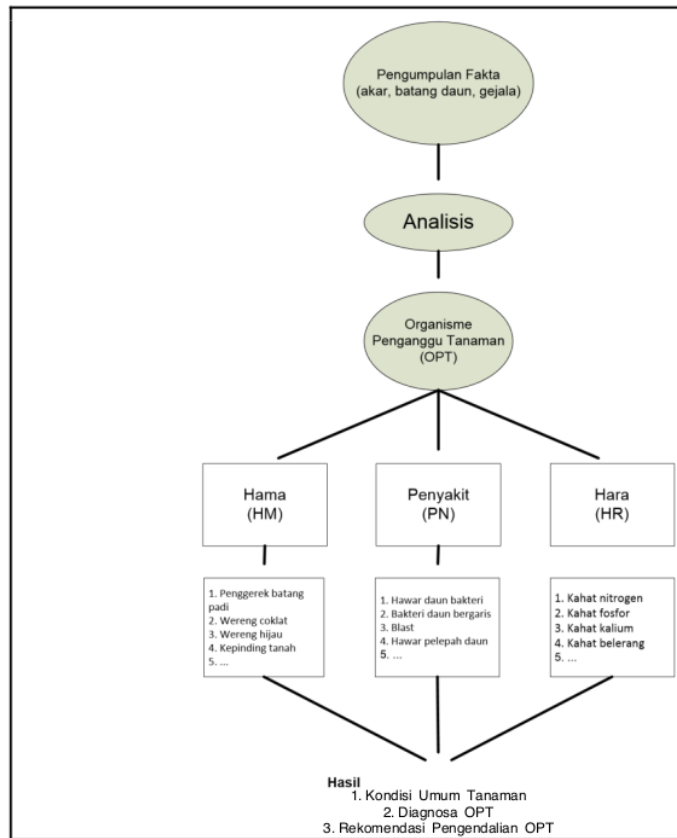 Pengumpulan Fakta
(akar, batang daun, gejala)
Analisis
Organisme
Penganggu Tanaman
(OPT)
Hama
(HM)
Penyakit
(PN)
Hara
(HR)
1. Penggerek batang
padi
2. Wereng coklat
3. Wereng hijau
4. Kepinding tanah
5. ...
1. Hawar daun bakteri
2. Bakteri daun bergaris
3. Blast
4. Hawar pelepah daun
5. ...
1. Kahat nitrogen
2. Kahat fosfor
3. Kahat kalium
4. Kahat belerang
5. ...
Hasil
1. Kondisi Umum Tanaman
2. Diagnosa OPT
3. Rekomendasi Pengendalian OPT